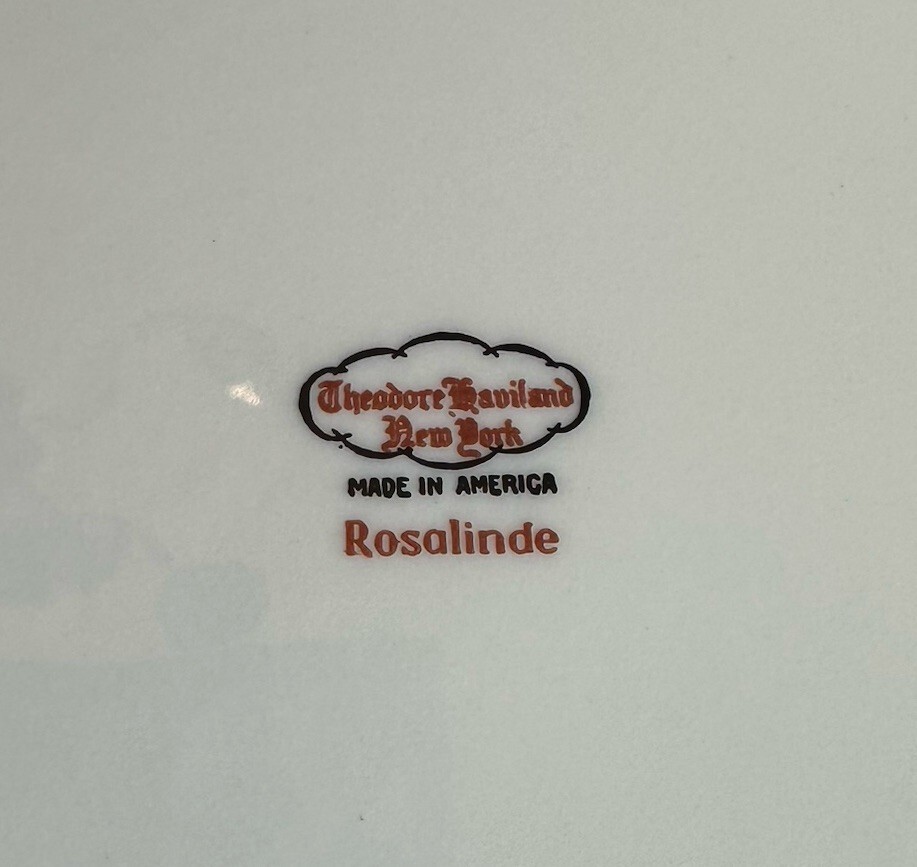 Theodore Haviland
New York
MADE IN AMERICA
Rosalinde